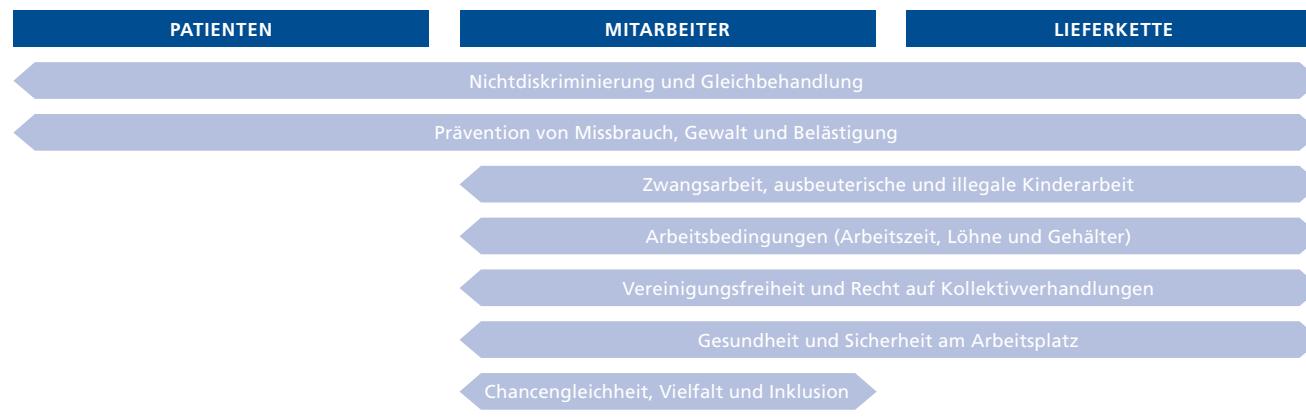 PATIENTEN
MITARBEITER
LIEFERKETTE
Nichtdiskriminierung und Gleichbehandlung
Prävention von Missbrauch, Gewalt und Belästigung
Zwangsarbeit, ausbeuterische und illegale Kinderarbeit
Arbeitsbedingungen (Arbeitszeit, Löhne und Gehälter)
Vereinigungsfreiheit und Recht auf Kollektivverhandlungen
Gesundheit und Sicherheit am Arbeitsplatz
Chancengleichheit, Vielfalt und Inklusion